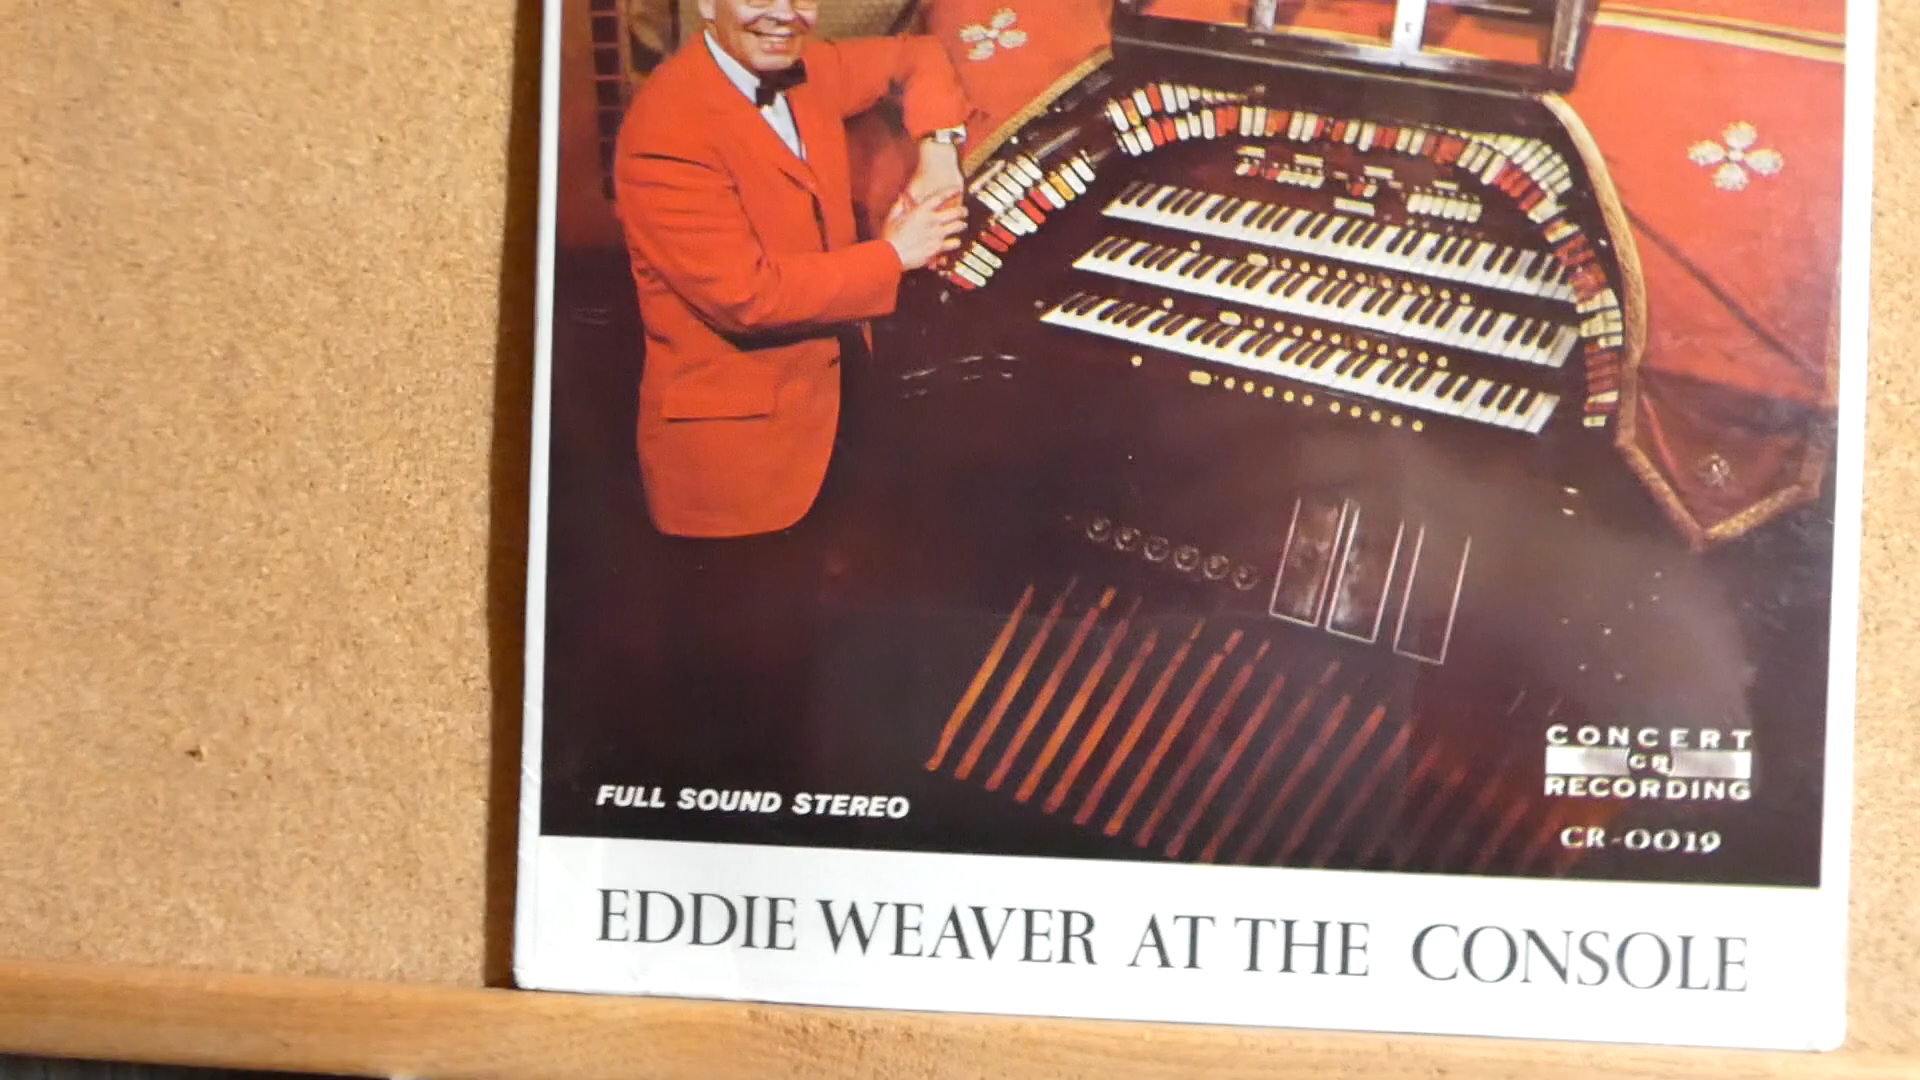 FULL SOUND STEREO
CONCERT
CR
RECORDING
CR-0019
EDDIE WEAVER AT THE CONSOLE